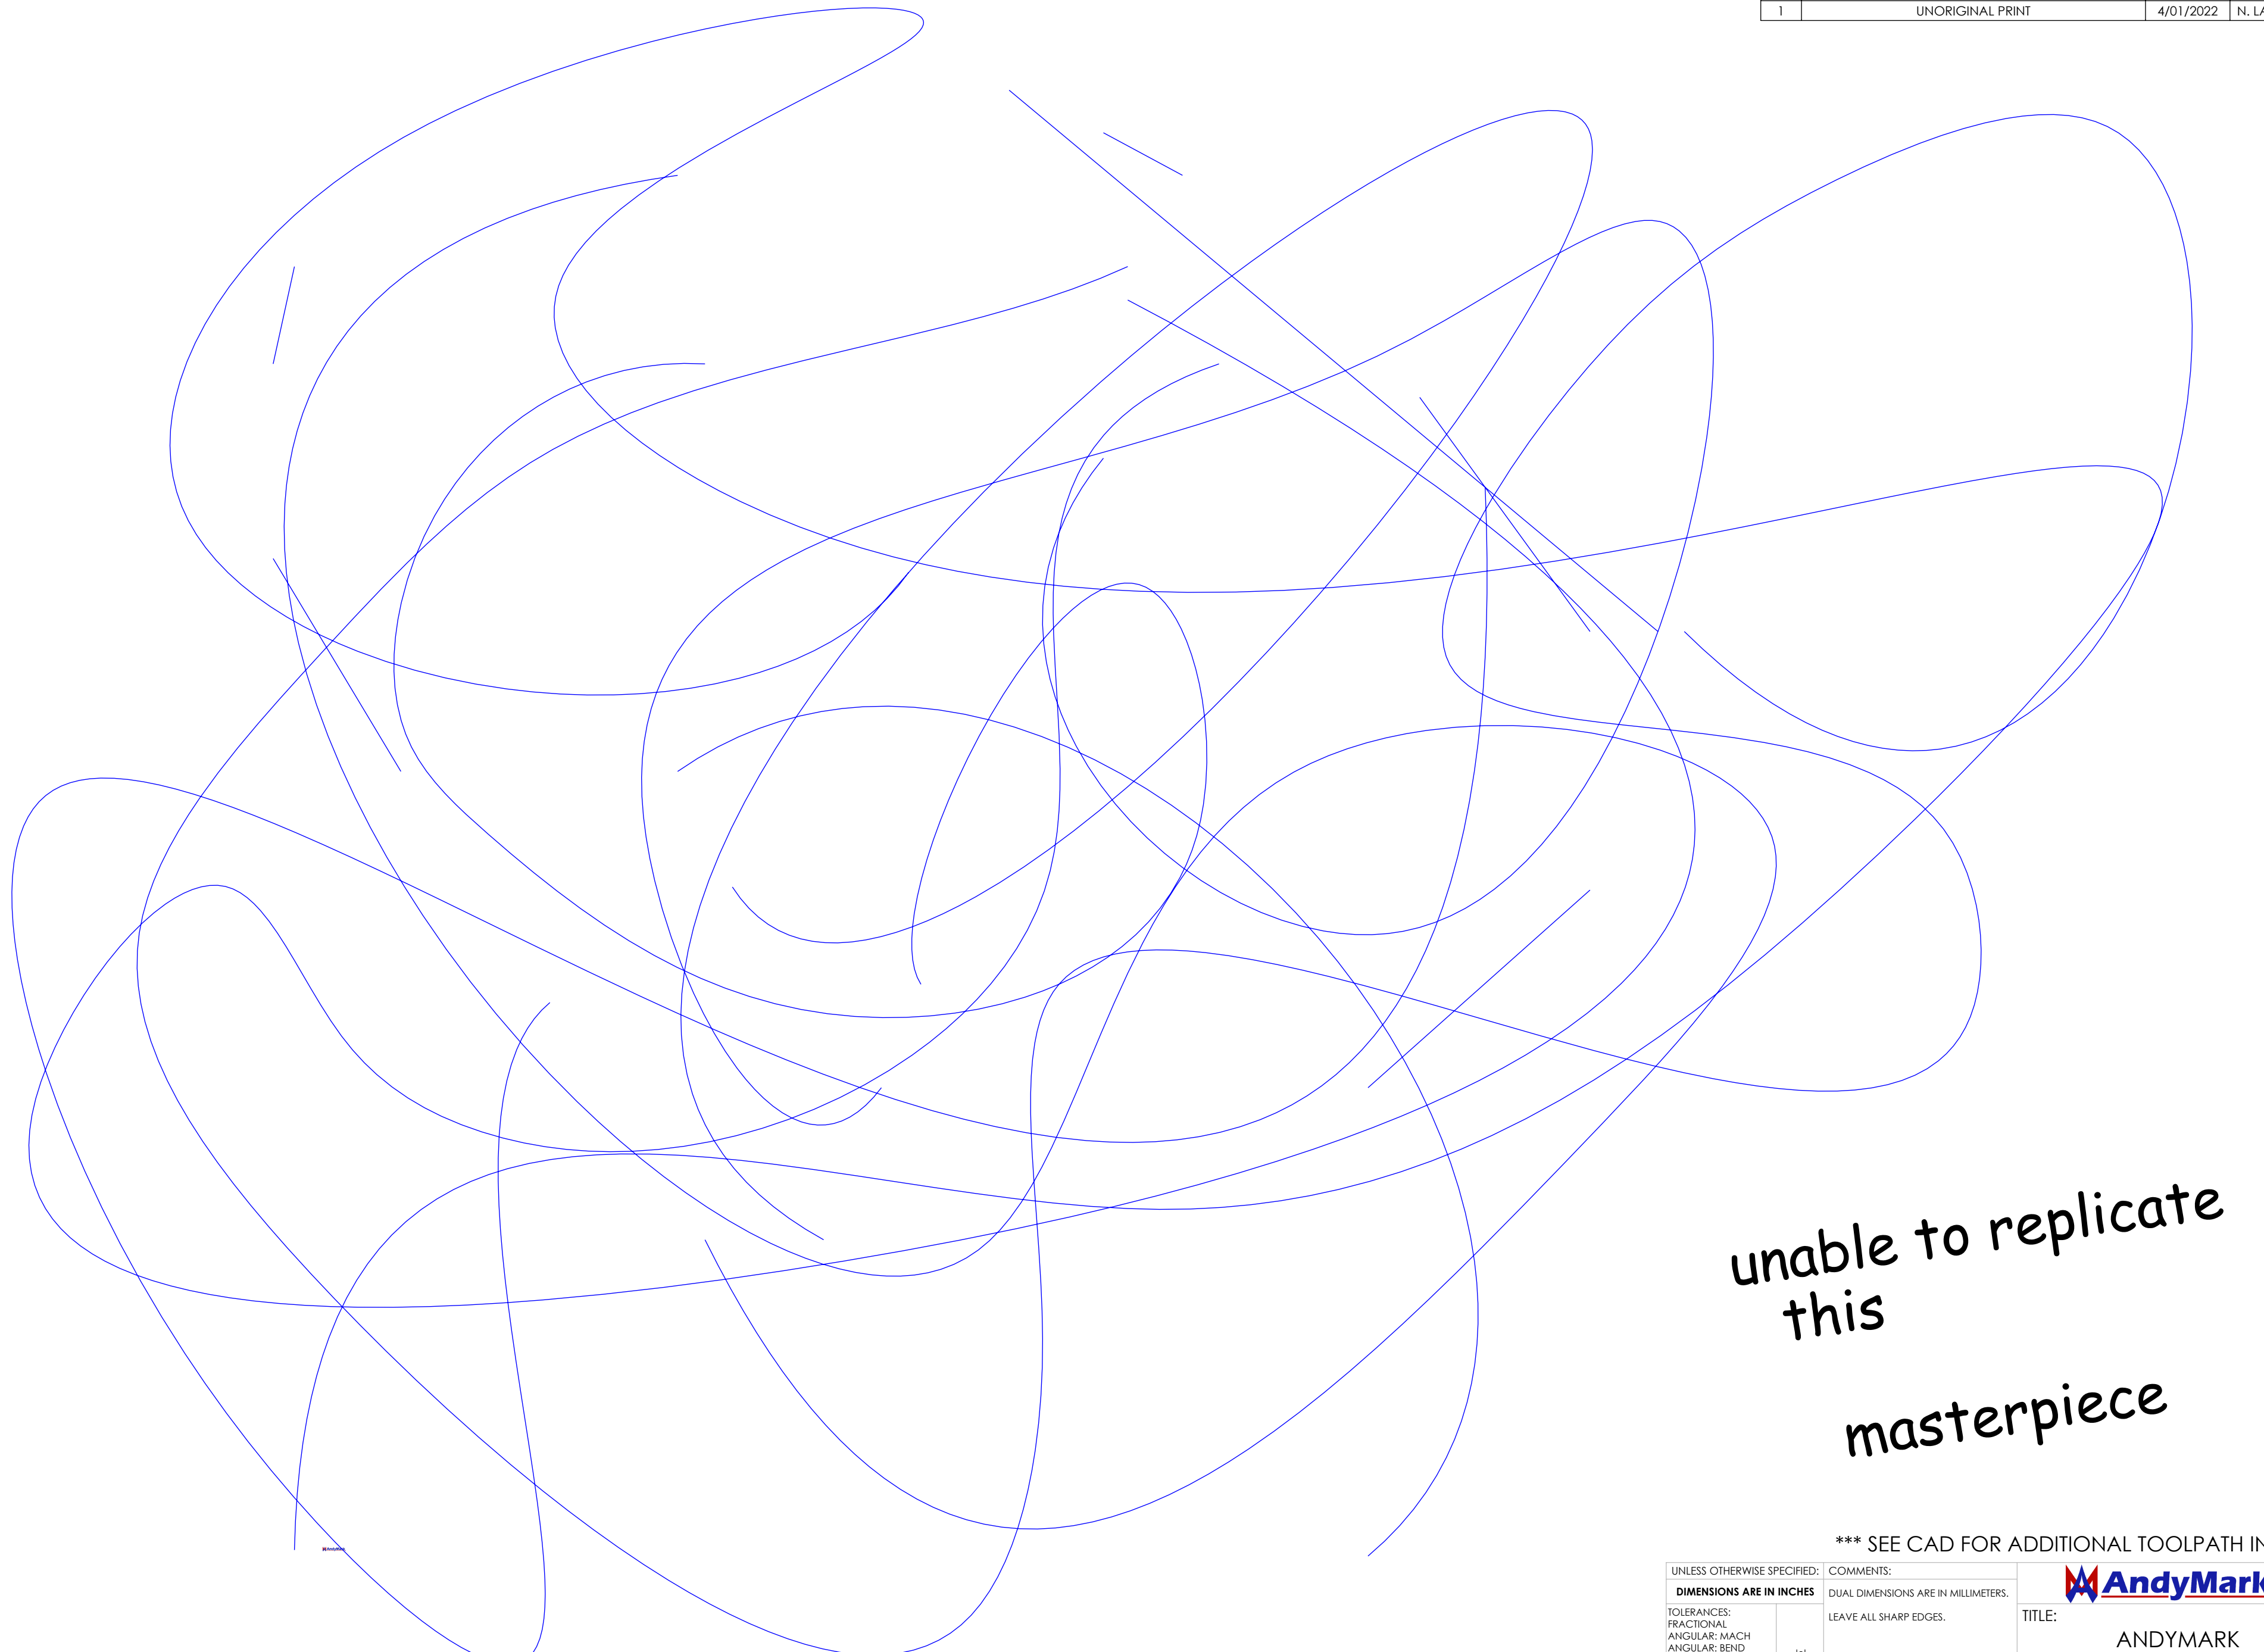 1 UNORIGINAL PRINT 4/01/2022 N. LA
unable to replicate
this
masterpiece
*** SEE CAD FOR ADDITIONAL TOOLPATH IN
AndyMark
UNLESS OTHERWISE SPECIFIED:
DIMENSIONS ARE IN INCHES
TOLERANCES:
FRACTIONAL
ANGULAR: MACH
ANGULAR: BEND
COMMENTS:
DUAL DIMENSIONS ARE IN MILLIMETERS.
LEAVE ALL SHARP EDGES.
AndyMark
TITLE:
ANDYMARK